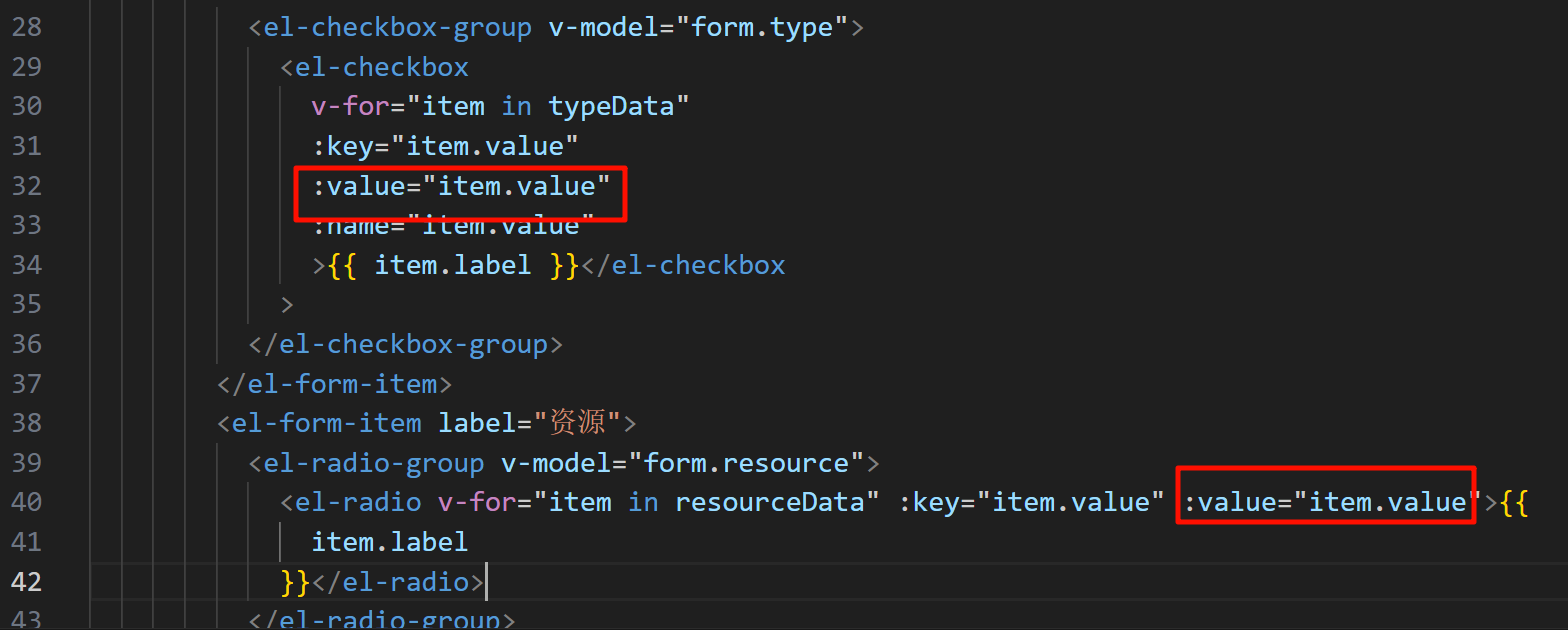 28 <el-checkbox-group v-model="form.type">
29 <el-checkbox
30 v-for="item in typeData"
31 :key="item.value"
32 :value="item.value"
33 :name="item.value"
34 >{{ item.label }}</el-checkbox
35 >
36 </el-checkbox-group>
37 </el-form-item>
38 <el-form-item label="资源">
39 <el-radio-group v-model="form.resource">
40 <el-radio v-for="item in resourceData" :key="item.value" :value="item.value">{{
41 item.label
42 }}</el-radio>
43 </el-radio-group>